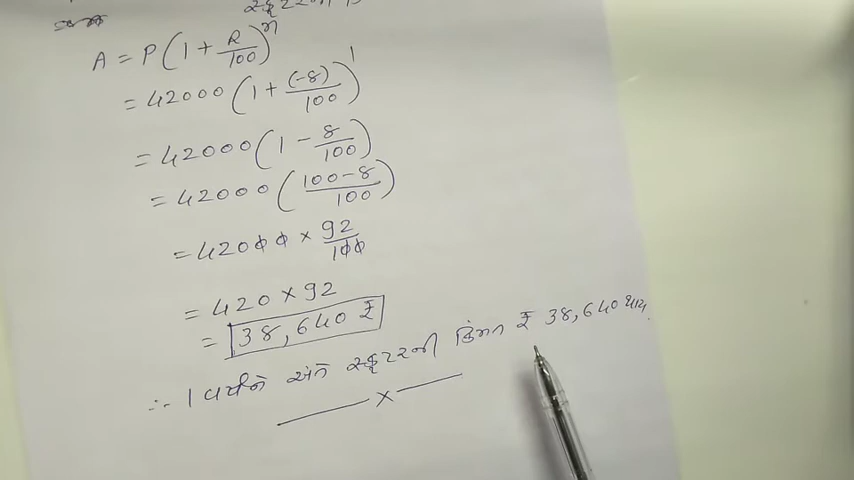 A = P(1 + R/100)^n
= 42000 (1 + (-8)/100)^1
= 42000 (1 - 8/100)
= 42000 (100-8/100)
= 42000 × 92/100
= 420 × 92
= 38,640 ₹
∴ 1 વર્ષને અંતે સ્કૂટરની કિંમત ₹ 38,640 થાય.
×